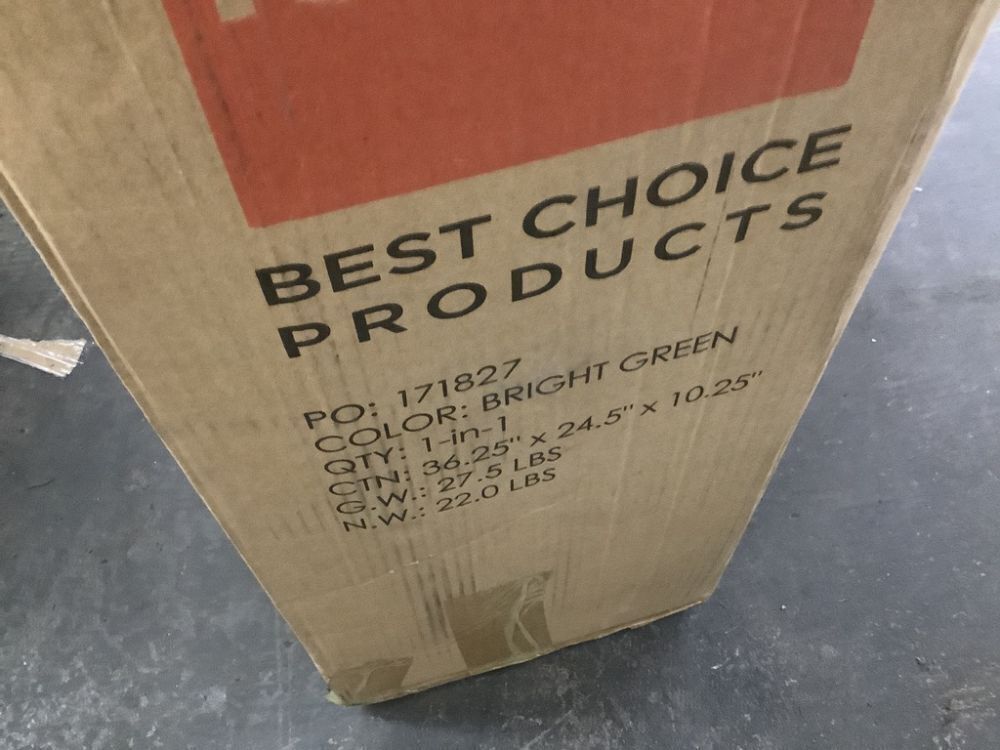 BEST CHOICE
PRODUCTS
PO: 171827
COLOR: BRIGHT GREEN
QTY: 1-in-1
CTN: 36.25" x 24.5" x 10.25"
G.W.: 27.5 LBS
N.W.: 22.0 LBS